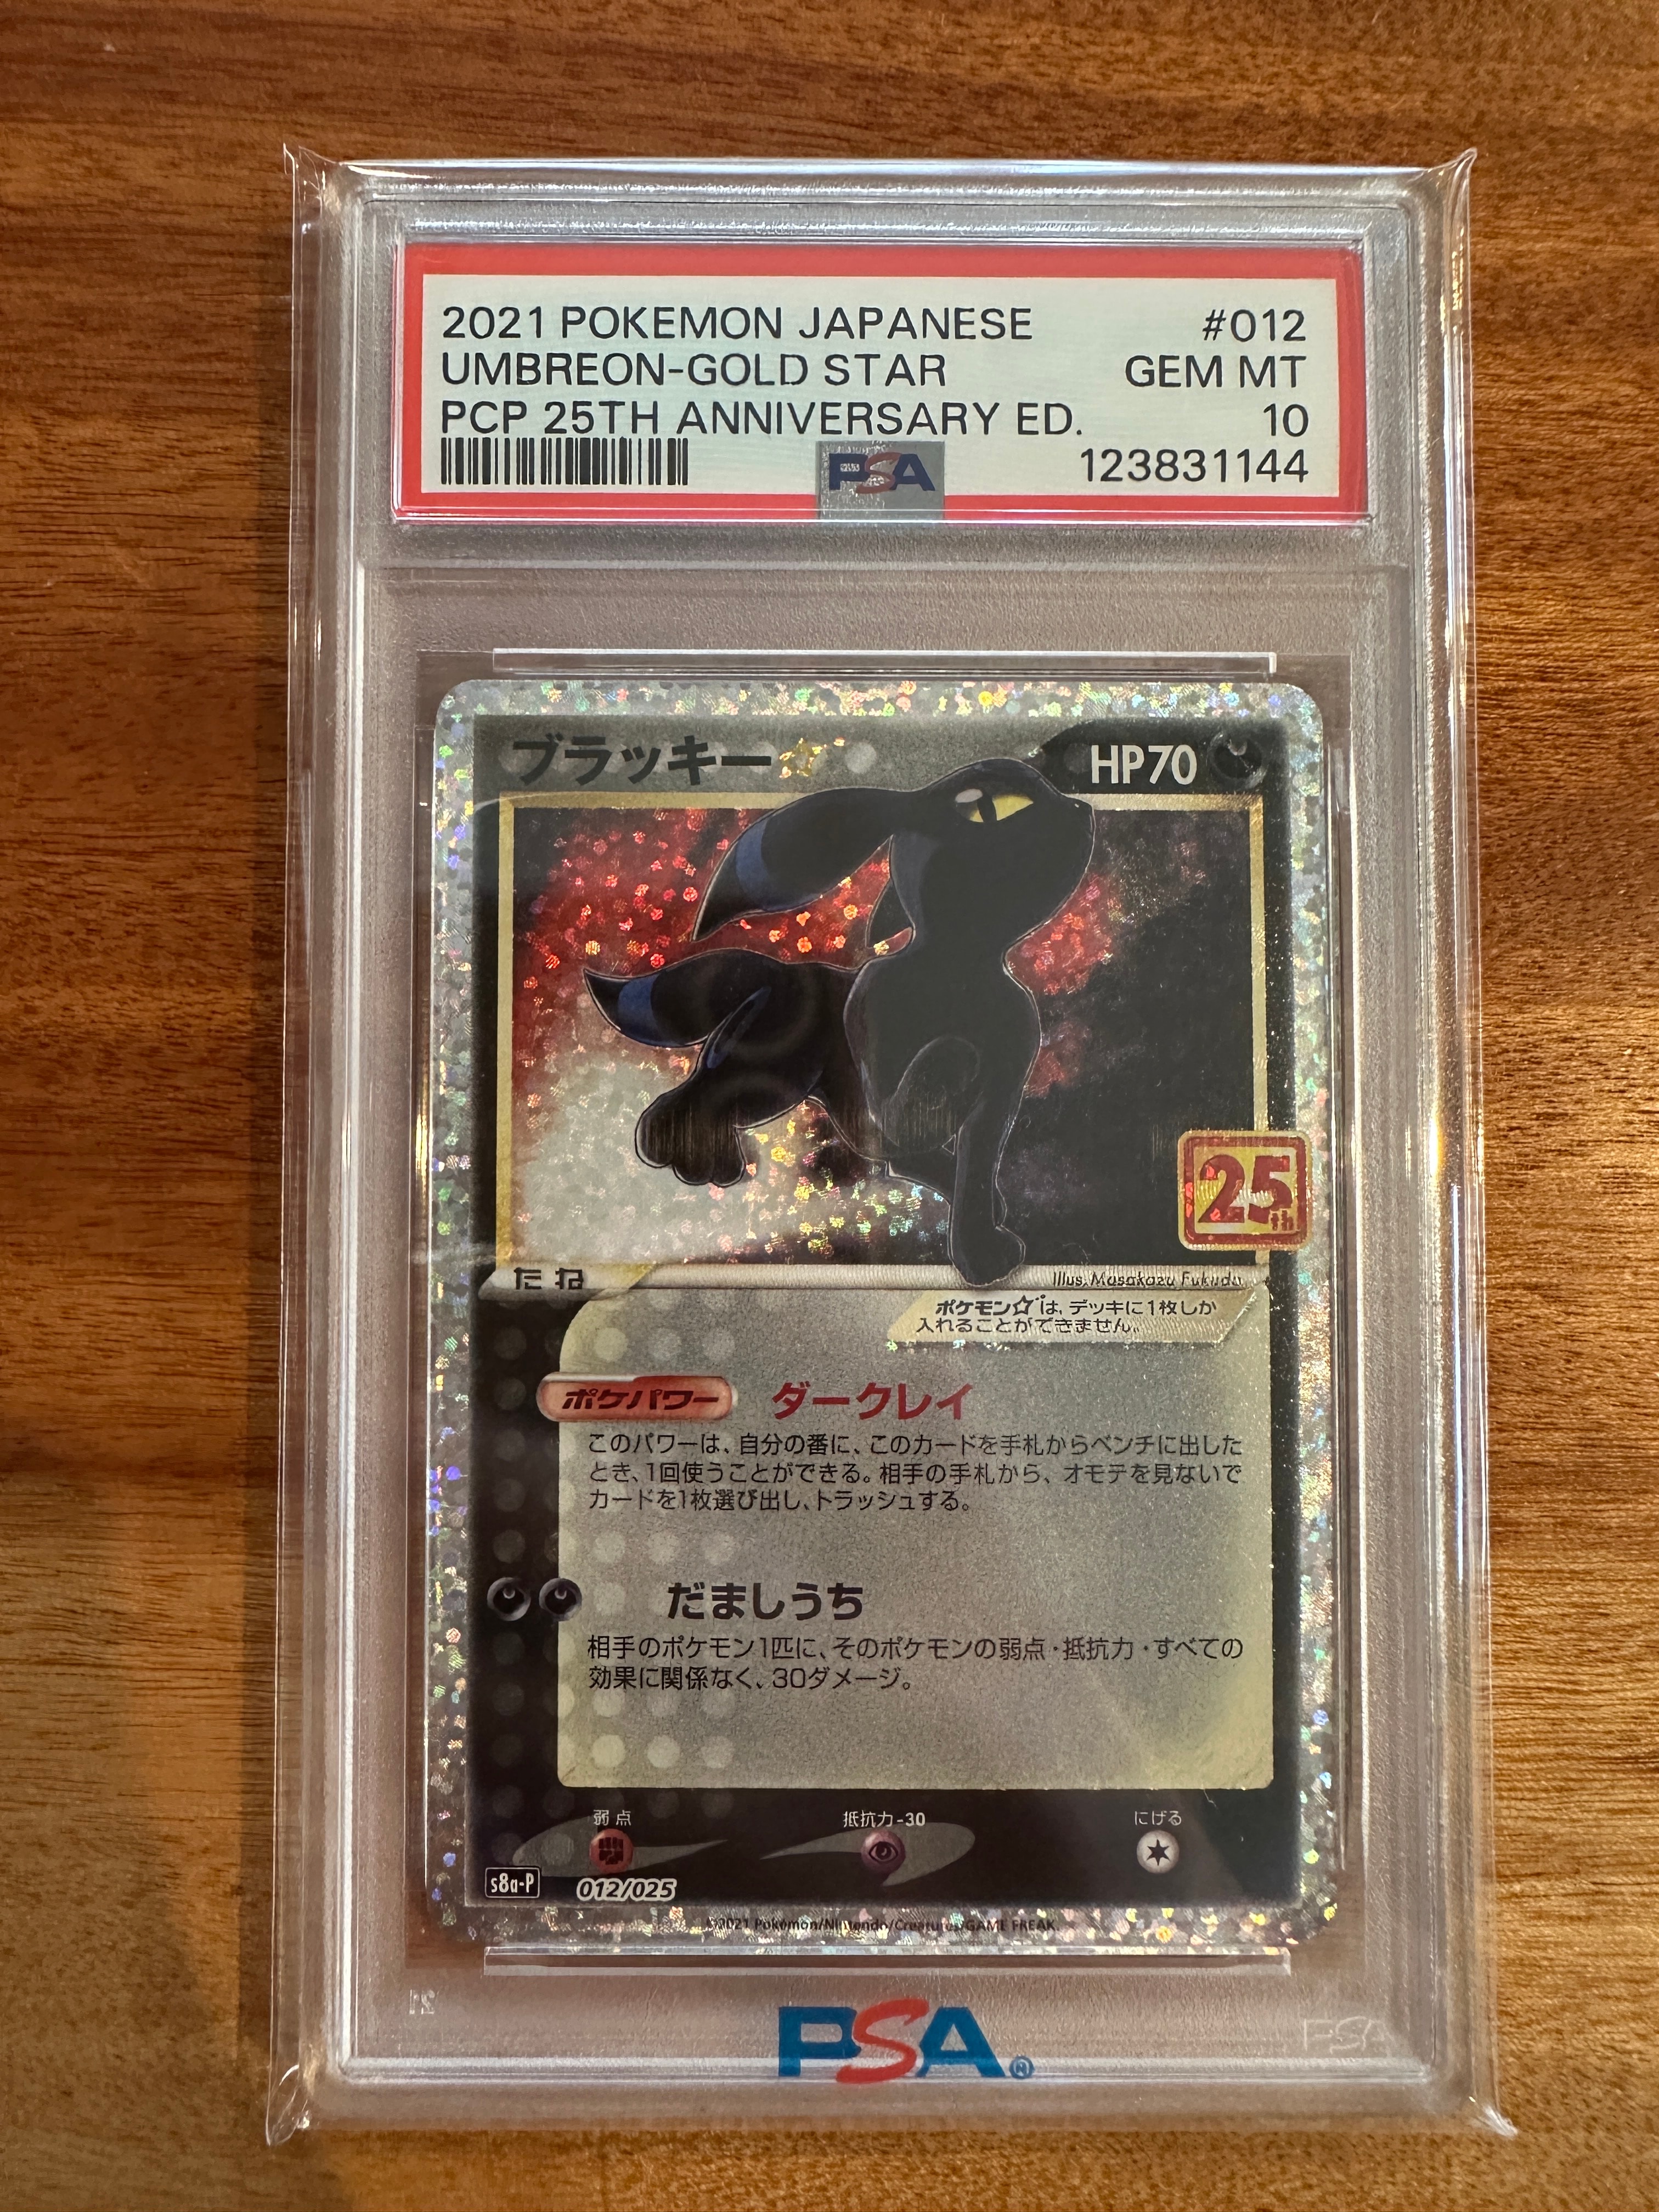 2021 POKEMON JAPANESE #012
UMBREON-GOLD STAR GEM MT
PCP 25TH ANNIVERSARY ED. 10
PSA 123831144
ブラッキー☆ HP70
25th
たね Illus. Masakazu Fukuda
ポケモン☆は、デッキに1枚しか
入れることができません。
ポケパワー ダークレイ
このパワーは、自分の番に、このカードを手札からベンチに出した
とき、1回使うことができる。相手の手札から、オモテを見ないで
カードを1枚選び出し、トラッシュする。
だましうち
相手のポケモン1匹に、そのポケモンの弱点・抵抗力・すべての
効果に関係なく、30ダメージ。
弱点 抵抗力-30 にげる
s8a-P 012/025
©2021 Pokémon/Nintendo/Creatures/GAME FREAK.
PSA®
PSA